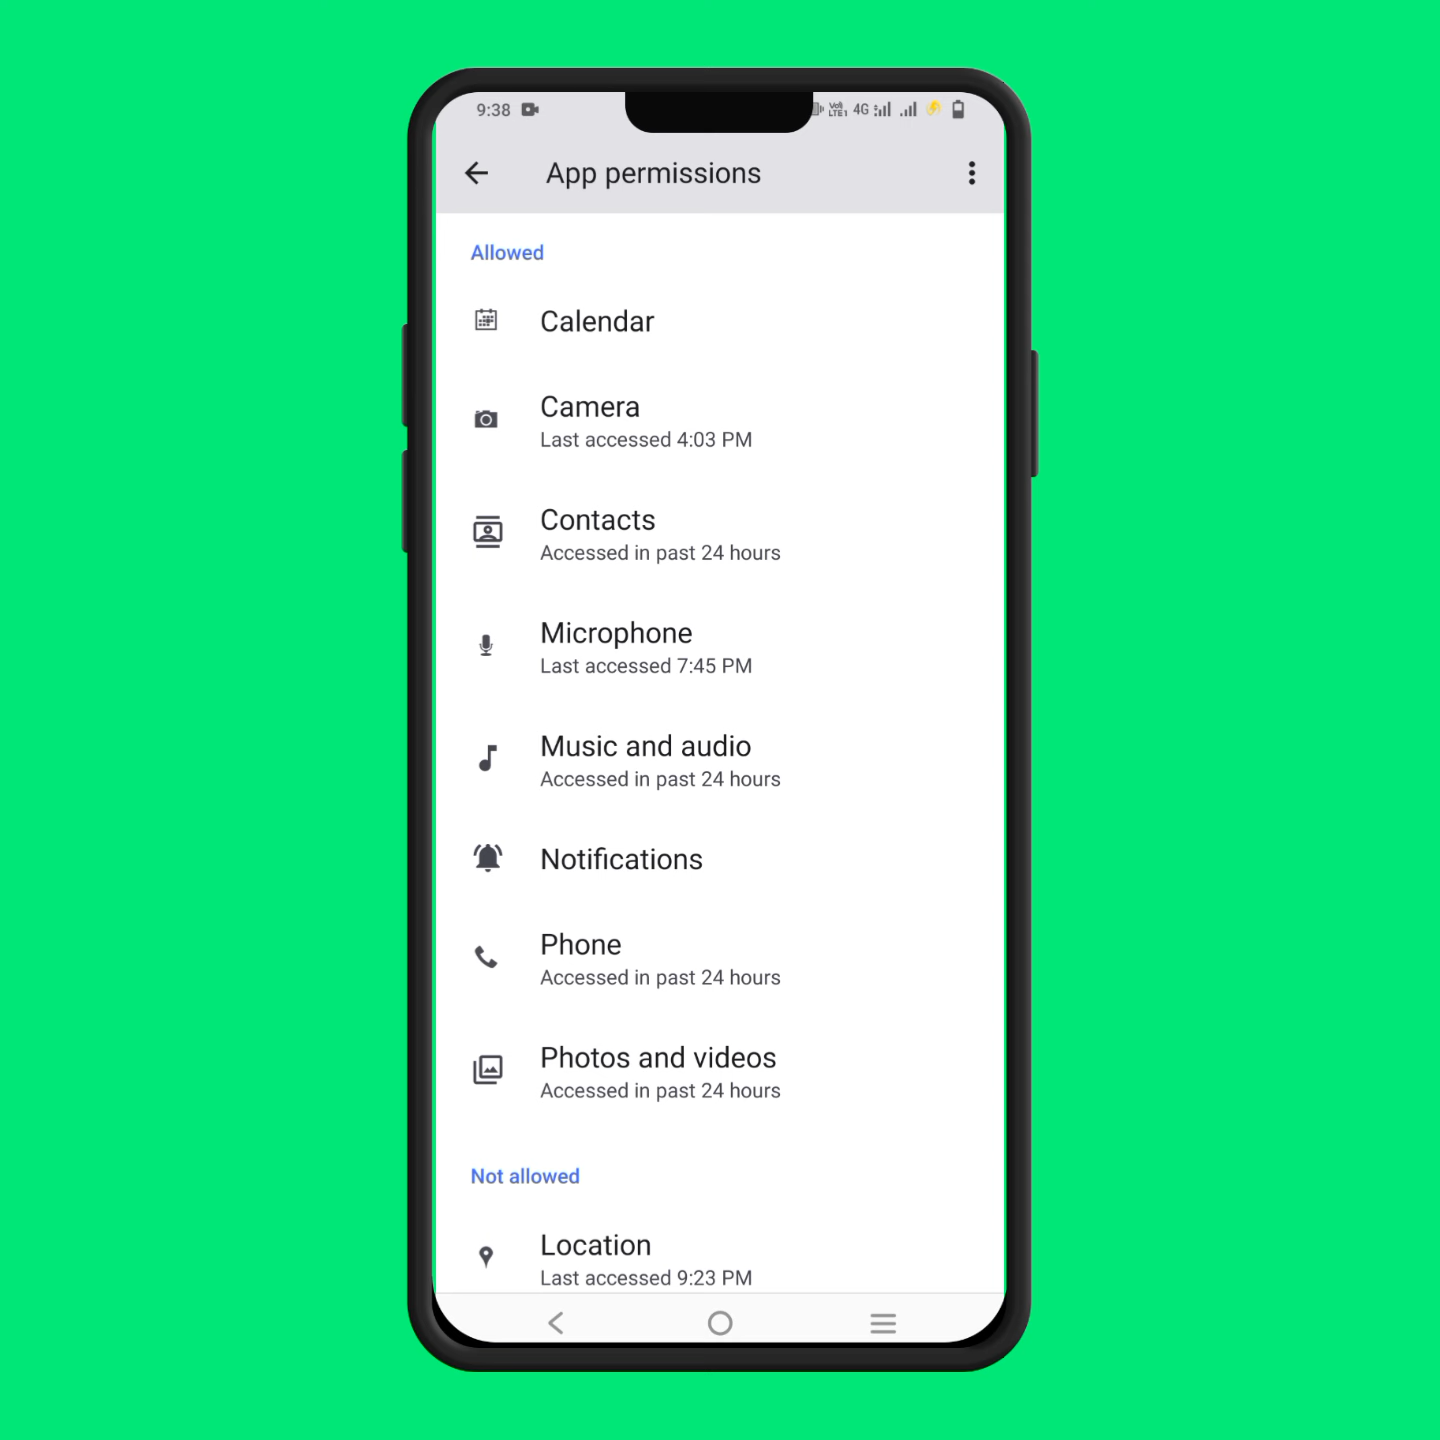 9:38
VoB
LTE1 4G
App permissions
Allowed
Calendar
Camera
Last accessed 4:03 PM
Contacts
Accessed in past 24 hours
Microphone
Last accessed 7:45 PM
Music and audio
Accessed in past 24 hours
Notifications
Phone
Accessed in past 24 hours
Photos and videos
Accessed in past 24 hours
Not allowed
Location
Last accessed 9:23 PM